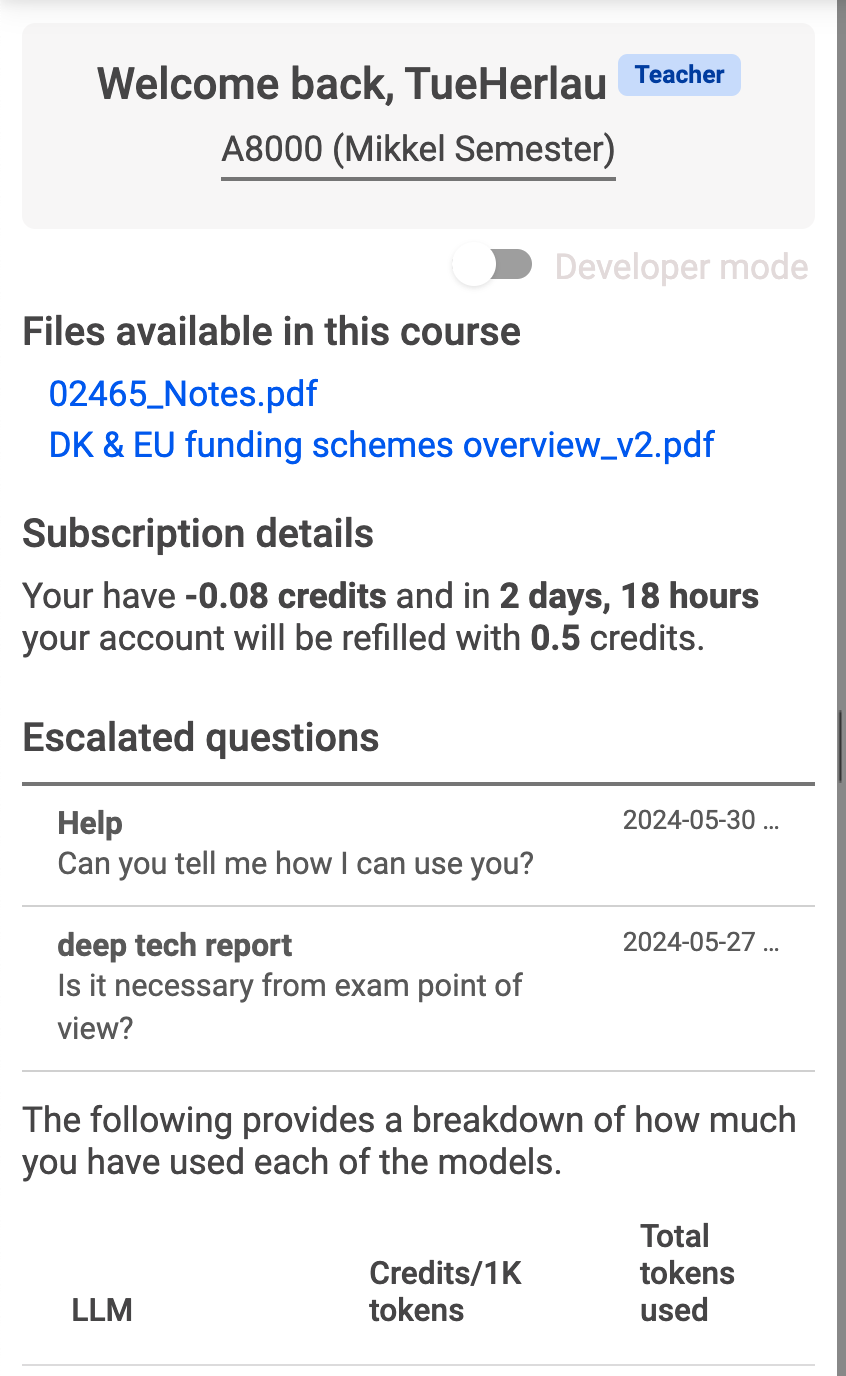 Welcome back, TueHerlau Teacher
A8000 (Mikkel Semester)
Developer mode
Files available in this course
02465_Notes.pdf
DK & EU funding schemes overview_v2.pdf
Subscription details
Your have -0.08 credits and in 2 days, 18 hours
your account will be refilled with 0.5 credits.
Escalated questions
Help 2024-05-30 ...
Can you tell me how I can use you?
deep tech report 2024-05-27 ...
Is it necessary from exam point of
view?
The following provides a breakdown of how much
you have used each of the models.
Total
Credits/1K tokens
LLM tokens used